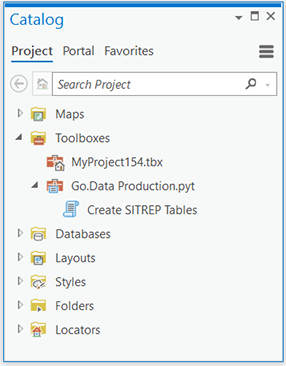 Catalog
Project Portal Favorites
Search Project
Maps
Toolboxes
MyProject154.tbx
Go.Data Production.pyt
Create SITREP Tables
Databases
Layouts
Styles
Folders
Locators